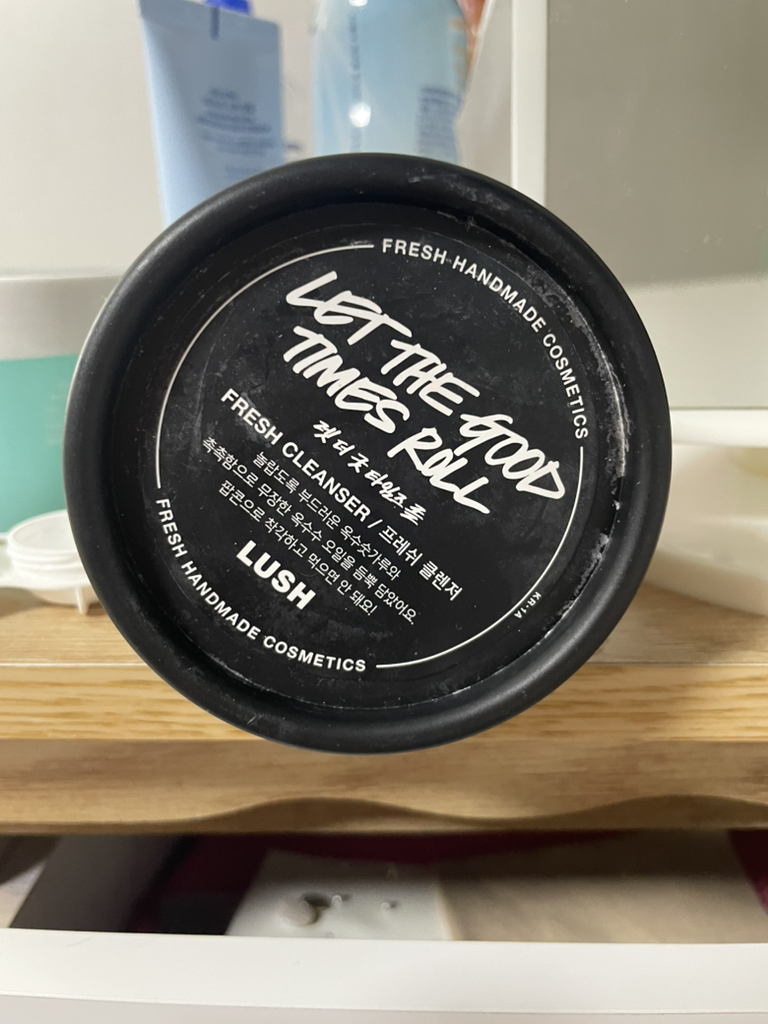 FRESH HANDMADE COSMETICS
LET THE GOOD
TIMES ROLL
렛 더 굿 타임즈 롤
FRESH CLEANSER / 프레쉬 클렌저
놀랍도록 부드러운 옥수숫가루와
촉촉함으로 무장한 옥수수 오일을 듬뿍 담았어요.
팝콘으로 착각하고 먹으면 안 돼요!
LUSH
KR-1A
FRESH HANDMADE COSMETICS